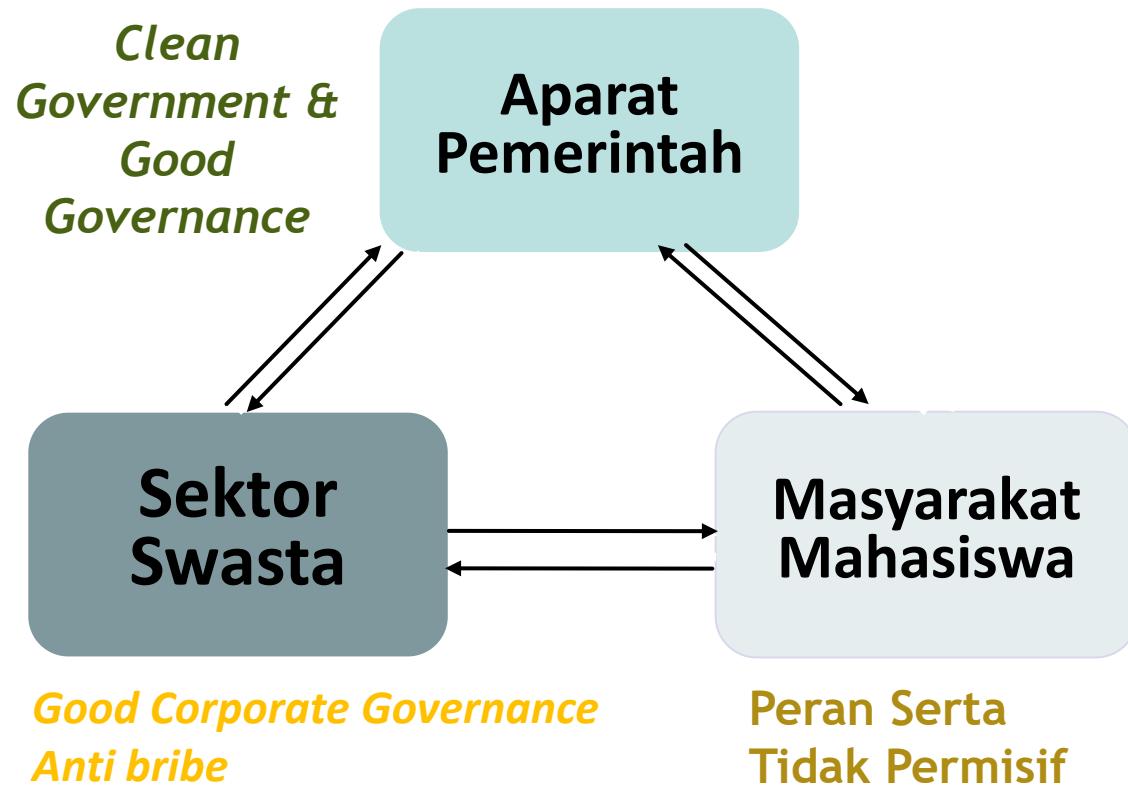 Clean
Government &
Good
Governance
Aparat
Pemerintah
Sektor
Swasta
Masyarakat
Mahasiswa
Good Corporate Governance
Anti bribe
Peran Serta
Tidak Permisif